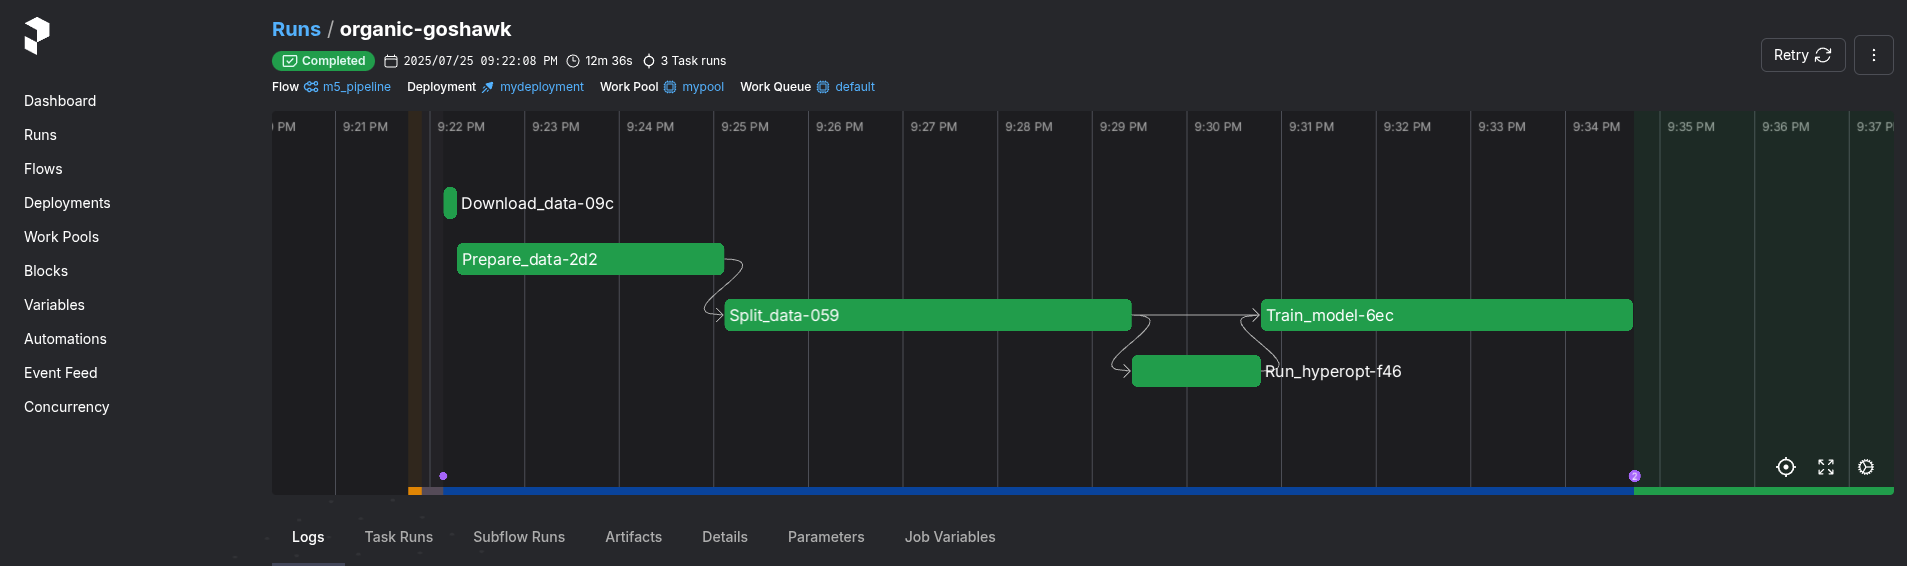 Runs / organic-goshawk
Completed 2025/07/25 09:22:08 PM 12m 36s 3 Task runs
Retry
Flow m5_pipeline Deployment mydeployment Work Pool mypool Work Queue default
Dashboard
Runs
Flows
Deployments
Work Pools
Blocks
Variables
Automations
Event Feed
Concurrency
PM 9:21 PM 9:22 PM 9:23 PM 9:24 PM 9:25 PM 9:26 PM 9:27 PM 9:28 PM 9:29 PM 9:30 PM 9:31 PM 9:32 PM 9:33 PM 9:34 PM 9:35 PM 9:36 PM 9:37 P
Download_data-09c
Prepare_data-2d2
Split_data-059 Train_model-6ec
Run_hyperopt-f46
2
Logs Task Runs Subflow Runs Artifacts Details Parameters Job Variables